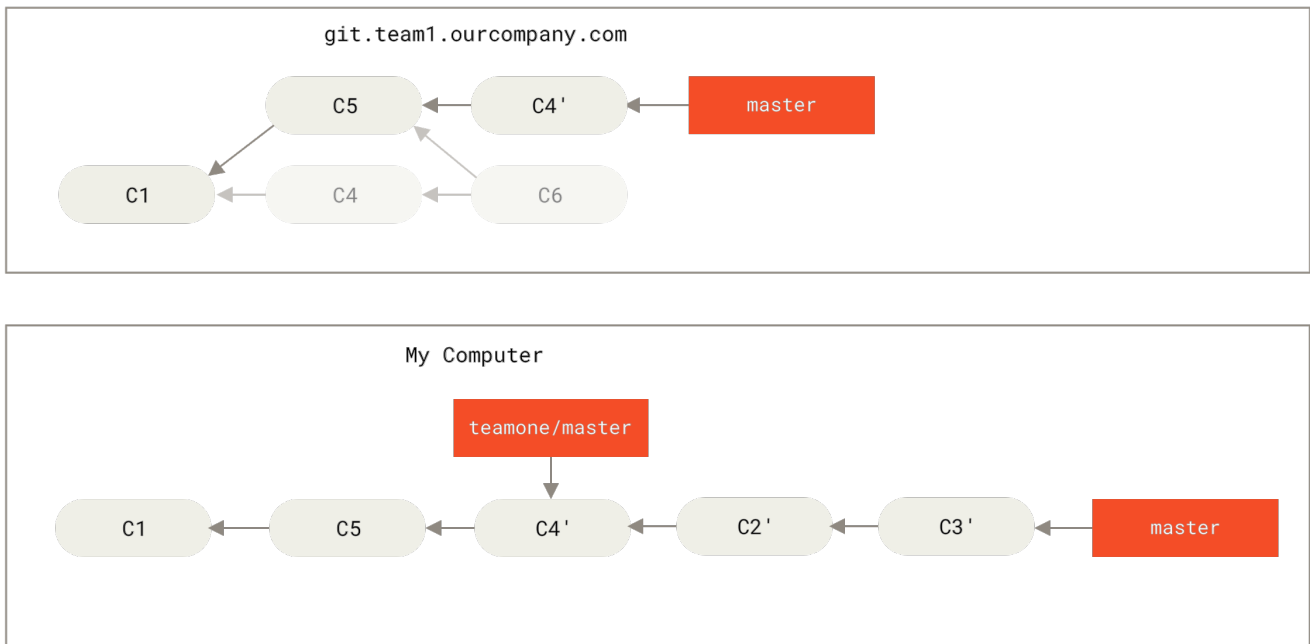 git.team1.ourcompany.com
C5
C4'
master
C1
C4
C6
My Computer
teamone/master
C1
C5
C4'
C2'
C3'
master